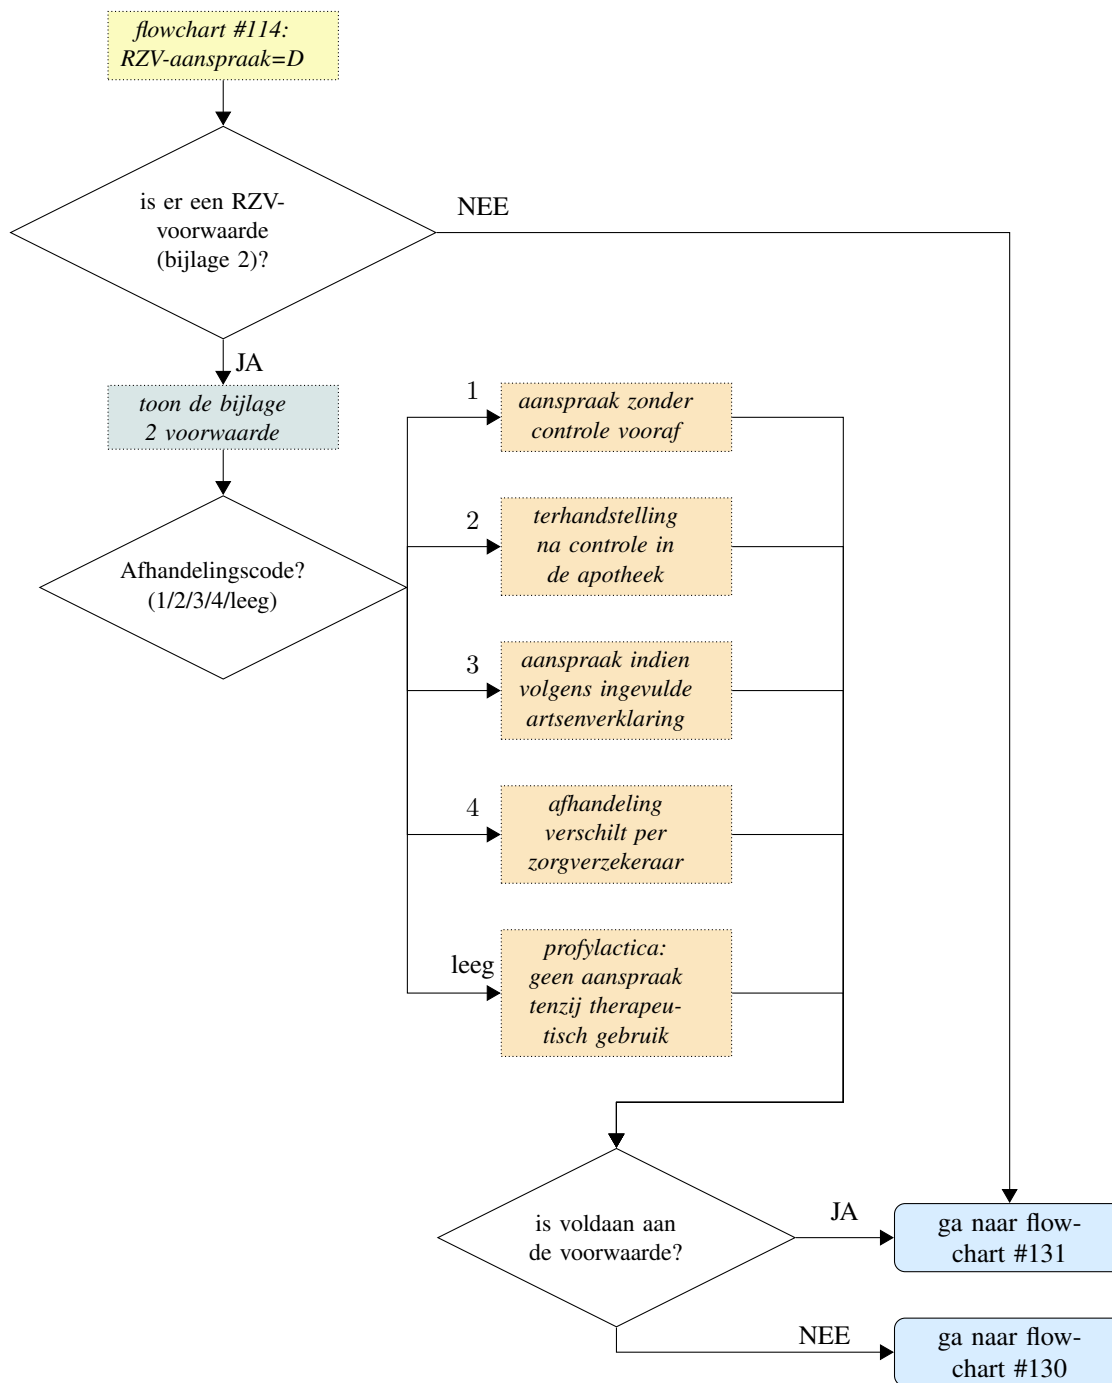 flowchart #114:
RZV-aanspraak=D
is er een RZV-
voorwaarde
(bijlage 2)?
NEE
JA
toon de bijlage
2 voorwaarde
Afhandelingscode?
(1/2/3/4/leeg)
1
aanspraak zonder
controle vooraf
2
terhandstelling
na controle in
de apotheek
3
aanspraak indien
volgens ingevulde
artsenverklaring
4
afhandeling
verschilt per
zorgverzekeraar
leeg
profylactica:
geen aanspraak
tenzij therapeu-
tisch gebruik
is voldaan aan
de voorwaarde?
JA
ga naar flow-
chart #131
NEE
ga naar flow-
chart #130